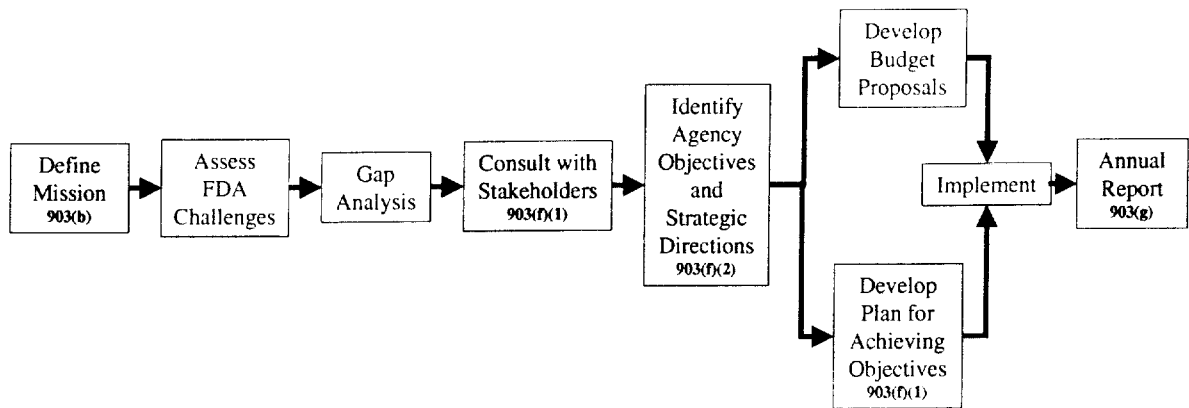 Define
Mission
903(b)
Assess
FDA
Challenges
Gap
Analysis
Consult with
Stakeholders
903(f)(1)
Identify
Agency
Objectives
and
Strategic
Directions
903(f)(2)
Develop
Budget
Proposals
Develop
Plan for
Achieving
Objectives
903(f)(1)
Implement
Annual
Report
903(g)